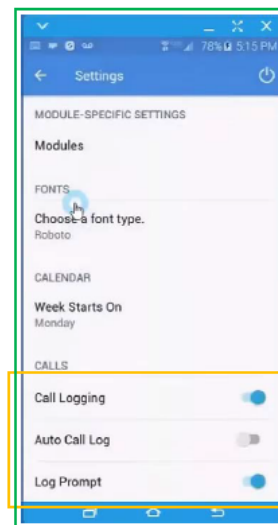 78% 5:15 PM
Settings
MODULE-SPECIFIC SETTINGS
Modules
FONTS
Choose a font type.
Roboto
CALENDAR
Week Starts On
Monday
CALLS
Call Logging
Auto Call Log
Log Prompt